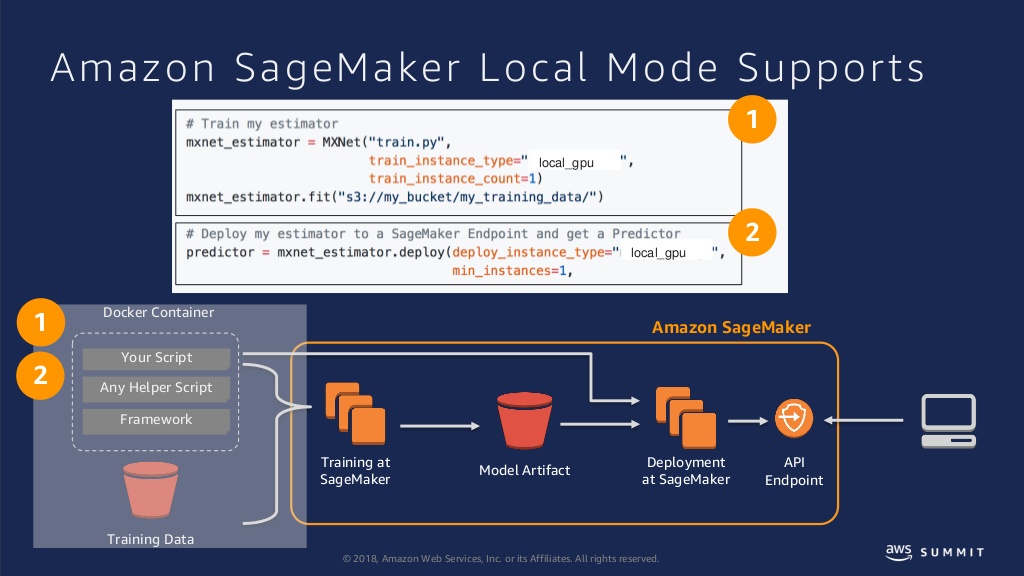 Amazon SageMaker Local Mode Supports
1
# Train my estimator
mxnet_estimator = MXNet("train.py",
train_instance_type=" local_gpu ",
train_instance_count=1)
mxnet_estimator.fit("s3://my_bucket/my_training_data/")
2
# Deploy my estimator to a SageMaker Endpoint and get a Predictor
predictor = mxnet_estimator.deploy(deploy_instance_type=" local_gpu ",
min_instances=1,
1
2
Docker Container
Your Script
Any Helper Script
Framework
Training Data
Amazon SageMaker
Training at
SageMaker
Model Artifact
Deployment
at SageMaker
API
Endpoint
© 2018, Amazon Web Services, Inc. or its Affiliates. All rights reserved.
aws SUMMIT